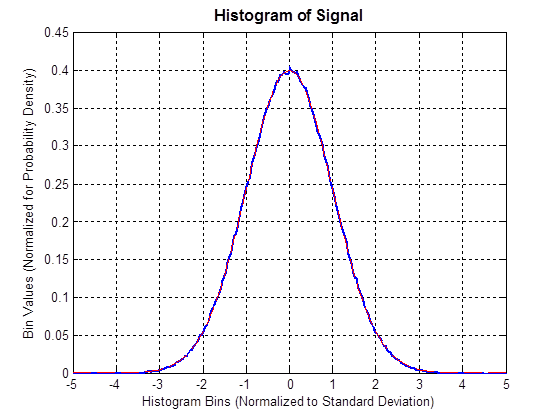 Histogram of Signal
Bin Values (Normalized for Probability Density)
0.45
0.4
0.35
0.3
0.25
0.2
0.15
0.1
0.05
0
-5 -4 -3 -2 -1 0 1 2 3 4 5
Histogram Bins (Normalized to Standard Deviation)